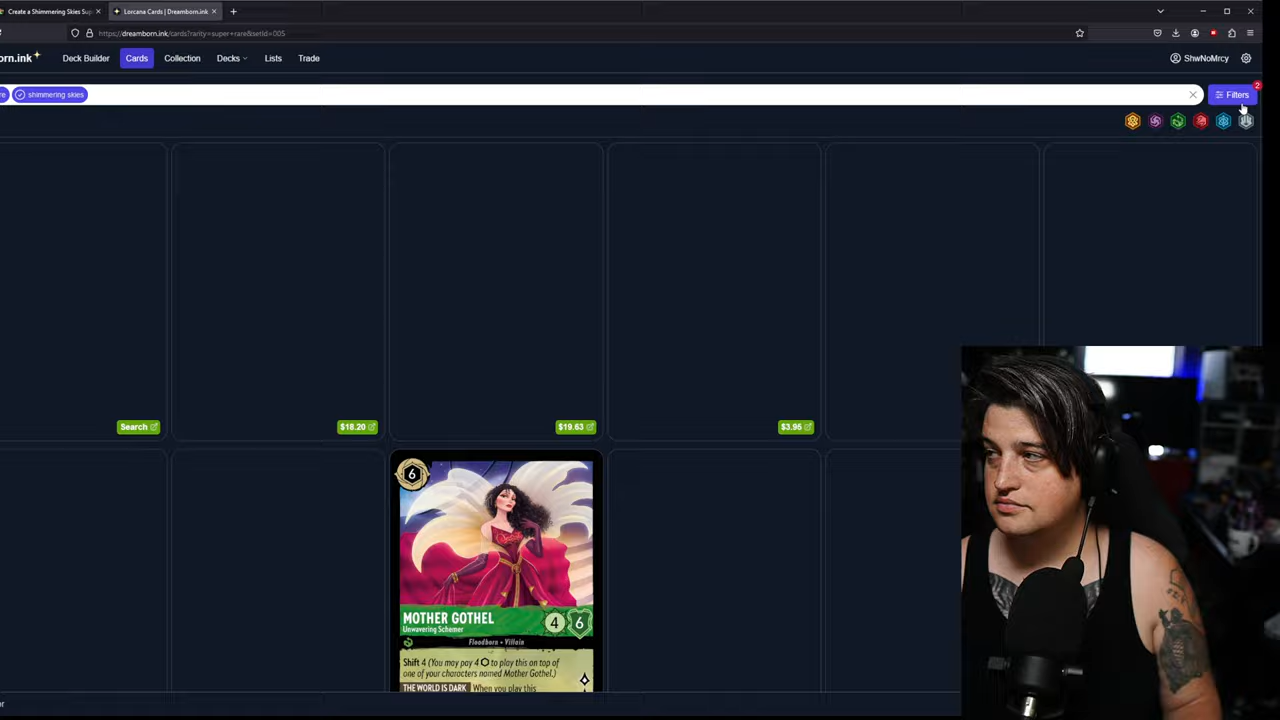 Create a Shimmering Skies Sup
Lorcana Cards | Dreamborn.ink
https://dreamborn.ink/cards?rarity=super+rare&setId=005
orn.ink
Deck Builder
Cards
Collection
Decks
Lists
Trade
ShwNoMrcy
re
shimmering skies
Filters
2
Search
$18.20
$19.63
$3.95
6
MOTHER GOTHEL
Unwavering Schemer
4
6
Floodborn • Villain
Shift 4 (You may pay 4 to play this on top of
one of your characters named Mother Gothel.)
THE WORLD IS DARK When you play this
or